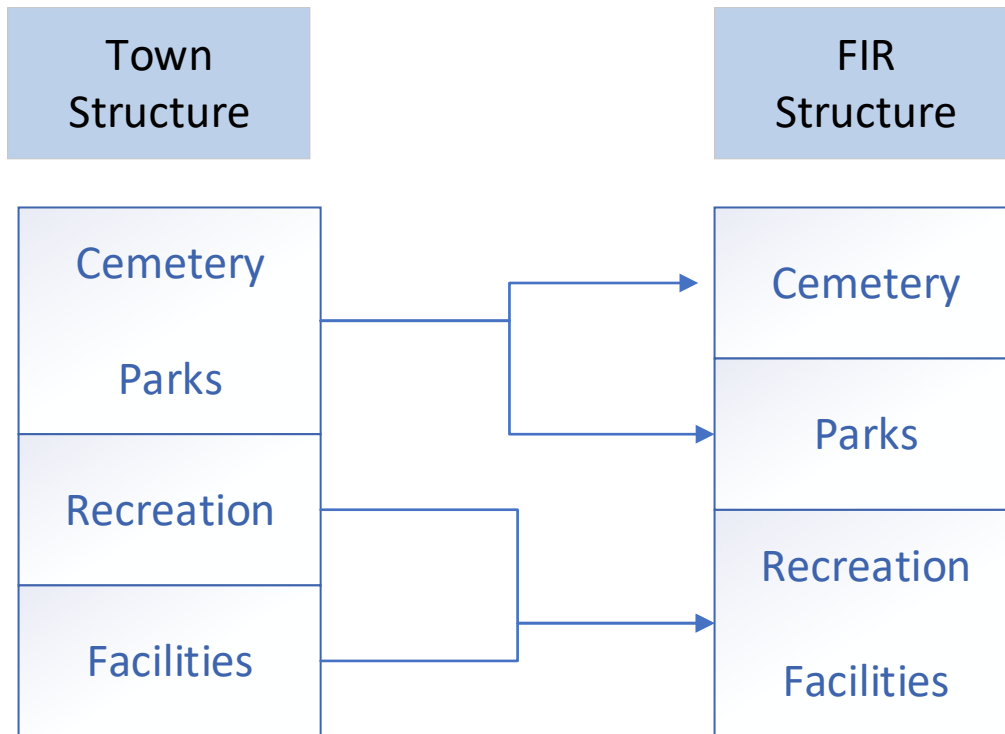 Town
Structure
FIR
Structure
Cemetery
Parks
Recreation
Facilities
Cemetery
Parks
Recreation
Facilities